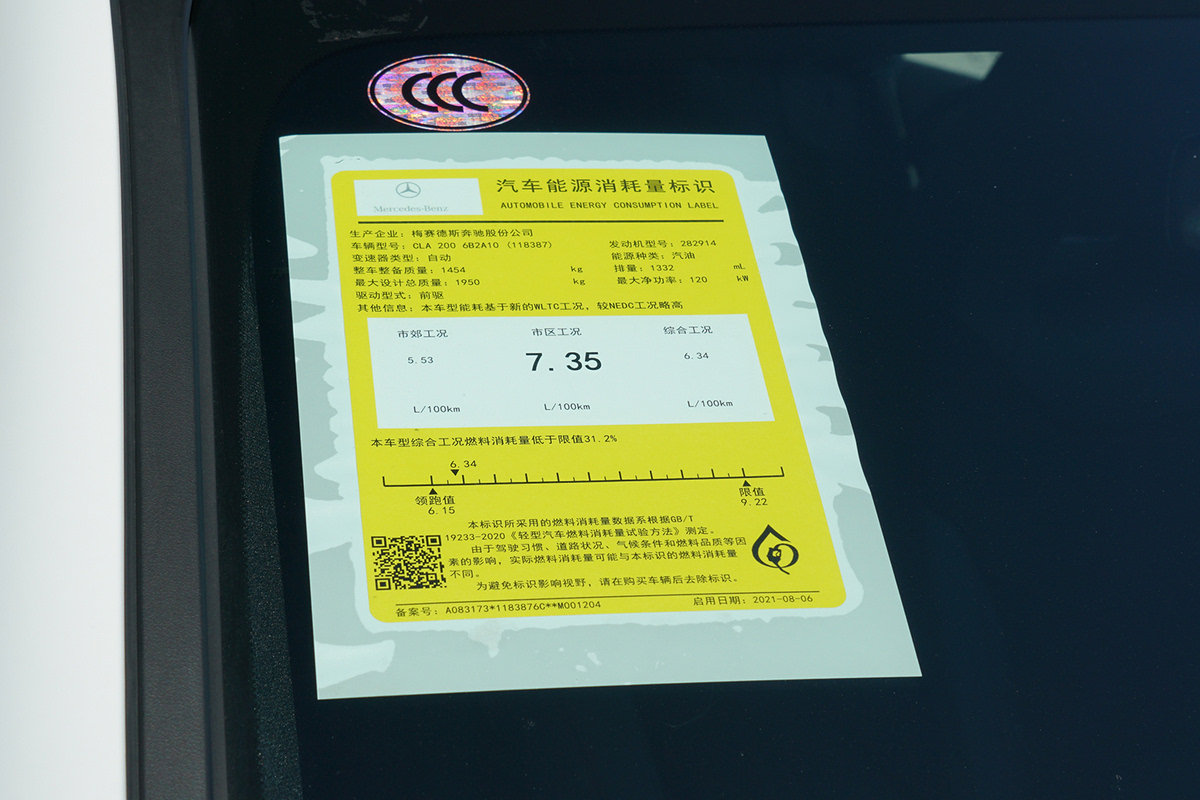 CCC
Mercedes-Benz
汽车能源消耗量标识
AUTOMOBILE ENERGY CONSUMPTION LABEL
生产企业：梅赛德斯奔驰股份公司
车辆型号：CLA 200 6B2A10 (118387) 发动机型号：282914
变速器类型：自动 能源种类：汽油
整车整备质量：1454 kg 排量：1332 mL
最大设计总质量：1950 kg 最大净功率：120 kW
驱动型式：前驱
其他信息：本车型能耗基于新的WLTC工况，较NEDC工况略高
市郊工况 市区工况 综合工况
5.53 7.35 6.34
L/100km L/100km L/100km
本车型综合工况燃料消耗量低于限值31.2%
6.34
领跑值 限值
6.15 9.22
本标识所采用的燃料消耗量数据系根据GB/T
19233-2020《轻型汽车燃料消耗量试验方法》测定。
由于驾驶习惯、道路状况、气候条件和燃料品质等因
素的影响，实际燃料消耗量可能与本标识的燃料消耗量
不同。
为避免标识影响视野，请在购买车辆后去除标识。
备案号：A083173*1183876C**M001204 启用日期：2021-08-06